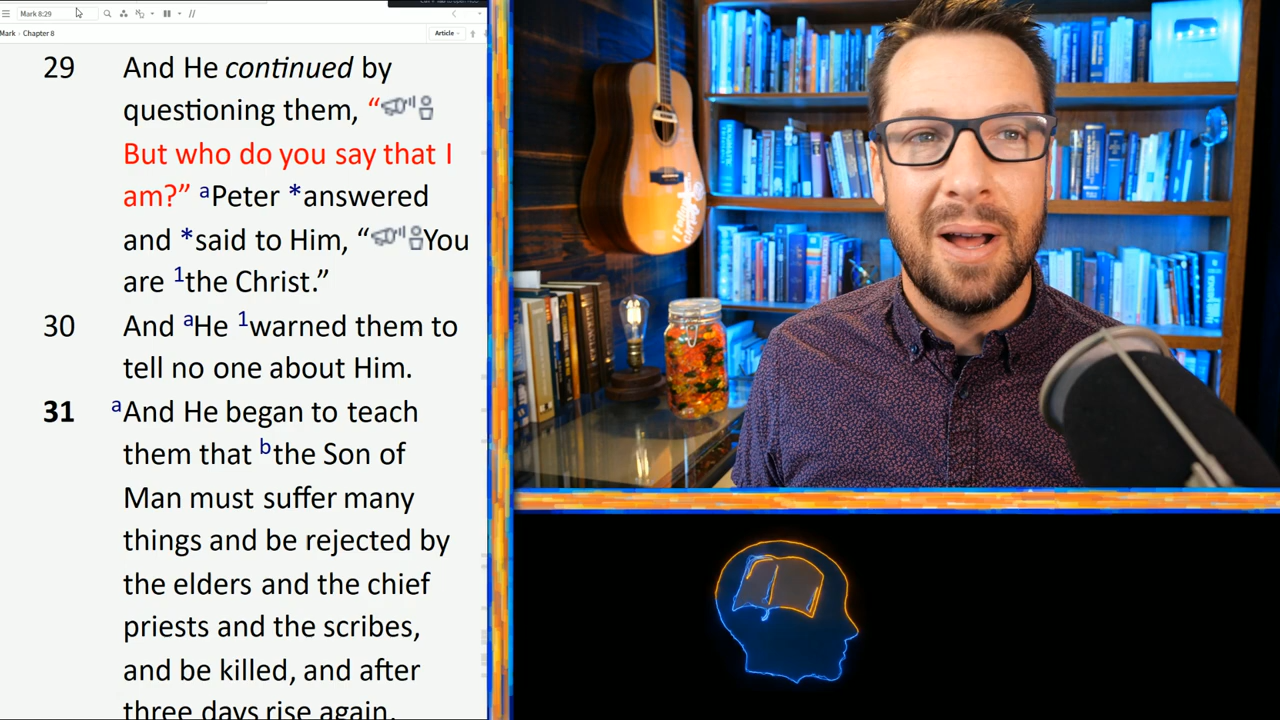 Mark 8:29
Mark › Chapter 8
Article
29 And He continued by
questioning them, “
But who do you say that I
am?” aPeter *answered
and *said to Him, “You
are 1the Christ.”
30 And aHe 1warned them to
tell no one about Him.
31 aAnd He began to teach
them that bthe Son of
Man must suffer many
things and be rejected by
the elders and the chief
priests and the scribes,
and be killed, and after
three days rise again.
DOGMATIC